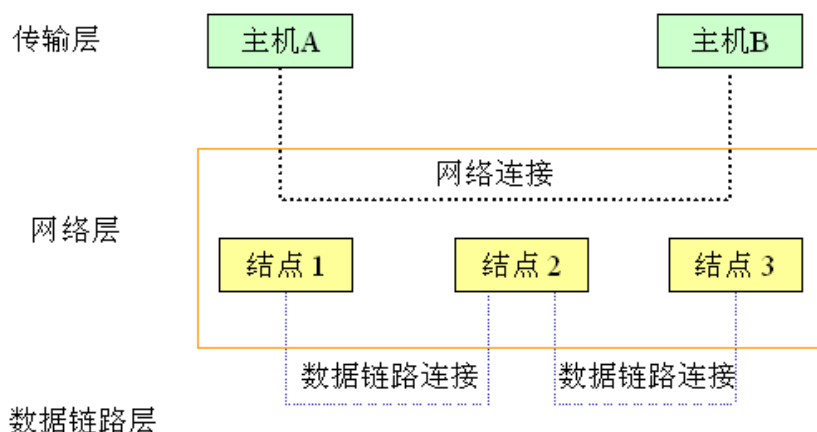 传输层
主机A
主机B
网络连接
网络层
结点 1
结点 2
结点 3
数据链路连接
数据链路连接
数据链路层